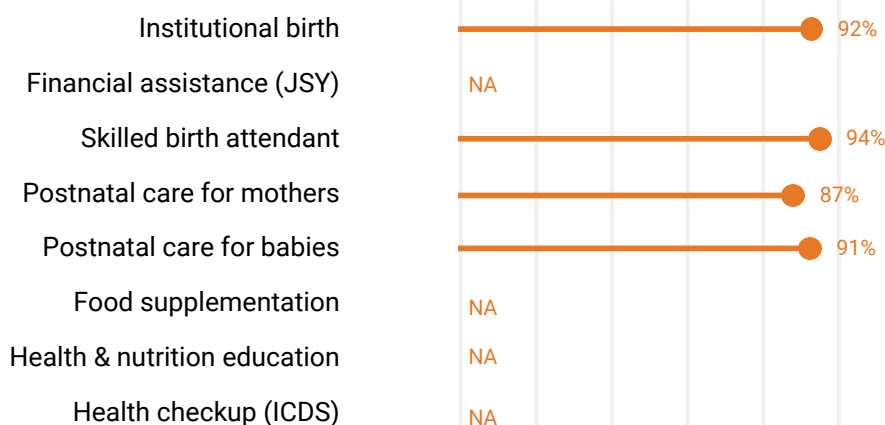 Institutional birth 92%
Financial assistance (JSY) NA
Skilled birth attendant 94%
Postnatal care for mothers 87%
Postnatal care for babies 91%
Food supplementation NA
Health & nutrition education NA
Health checkup (ICDS) NA